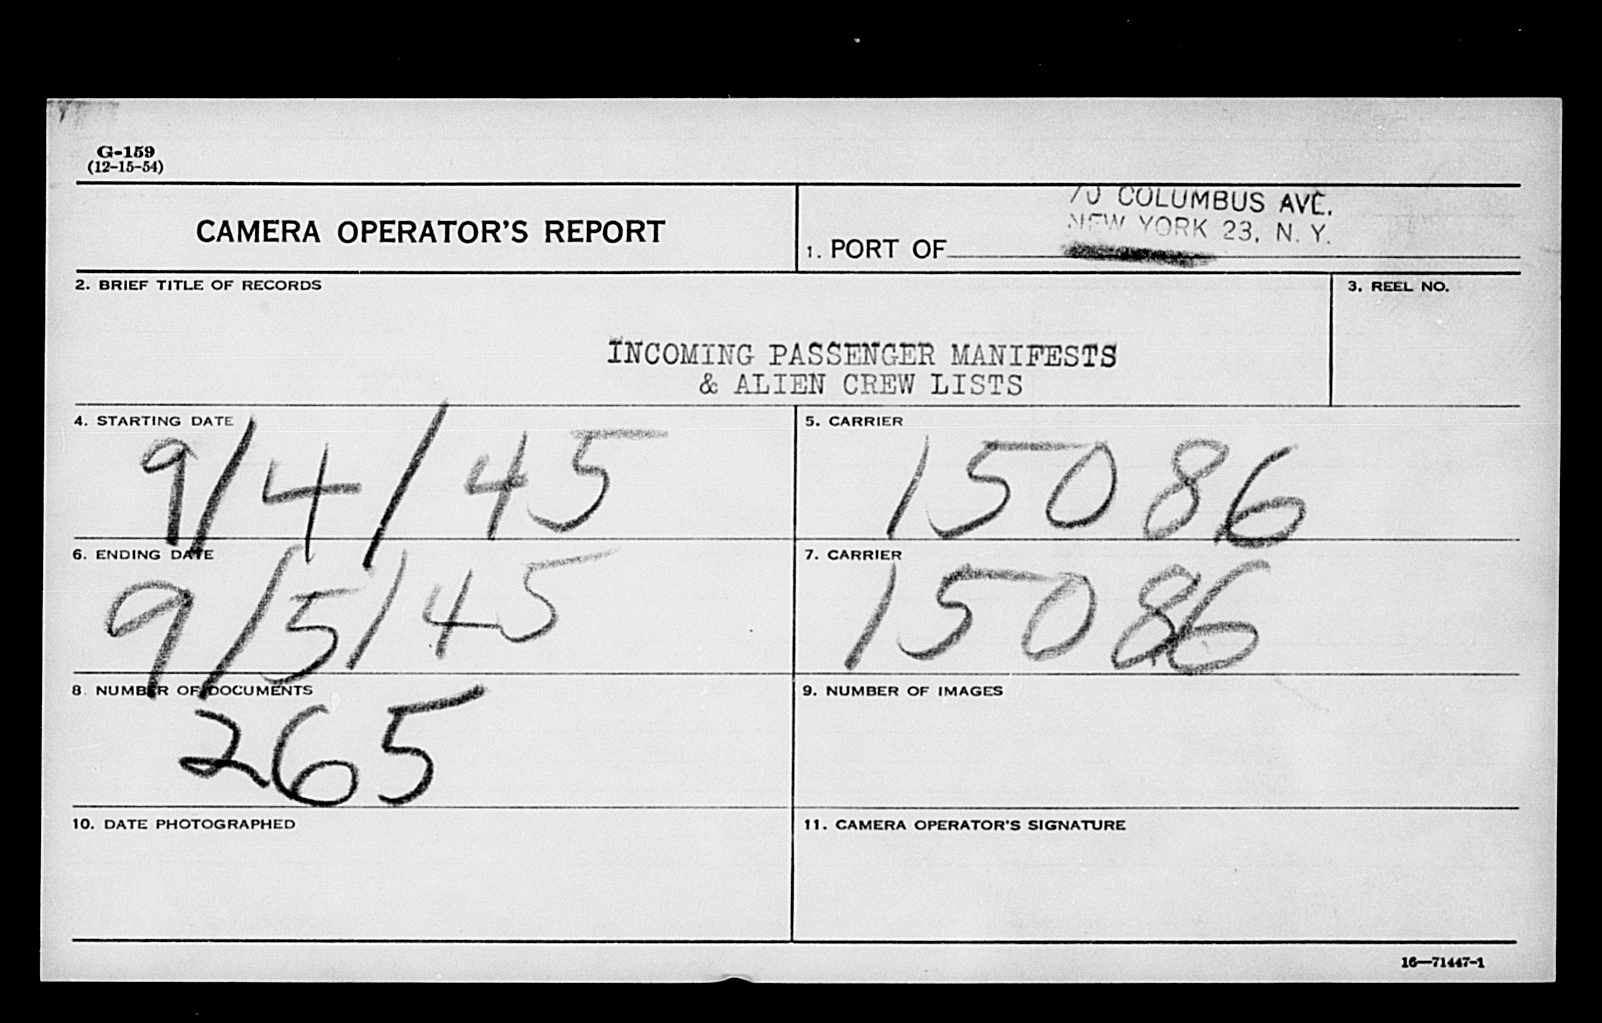 G-159
(12-15-54)
CAMERA OPERATOR'S REPORT
70 COLUMBUS AVE.
NEW YORK 23, N. Y.
1. PORT OF
2. BRIEF TITLE OF RECORDS
3. REEL NO.
INCOMING PASSENGER MANIFESTS
& ALIEN CREW LISTS
4. STARTING DATE
9/4/45
5. CARRIER
15086
6. ENDING DATE
9/5/45
7. CARRIER
15086
8. NUMBER OF DOCUMENTS
265
9. NUMBER OF IMAGES
10. DATE PHOTOGRAPHED
11. CAMERA OPERATOR'S SIGNATURE
16—71447-1